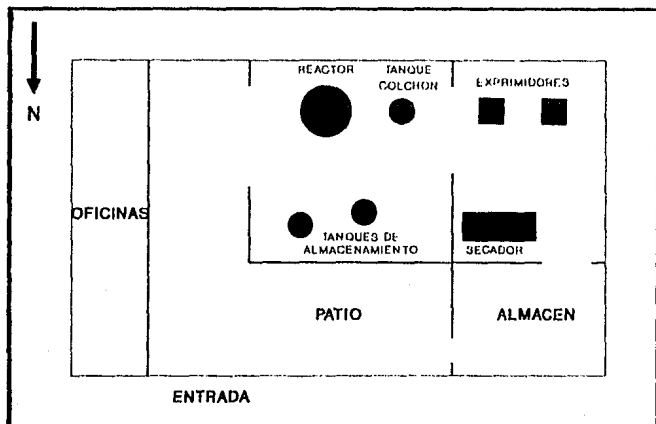 N
REACTOR
TANQUE
COLCHON
EXPRIMIDORES
OFICINAS
TANQUES DE
ALMACENAMIENTO
SECADOR
PATIO
ALMACEN
ENTRADA